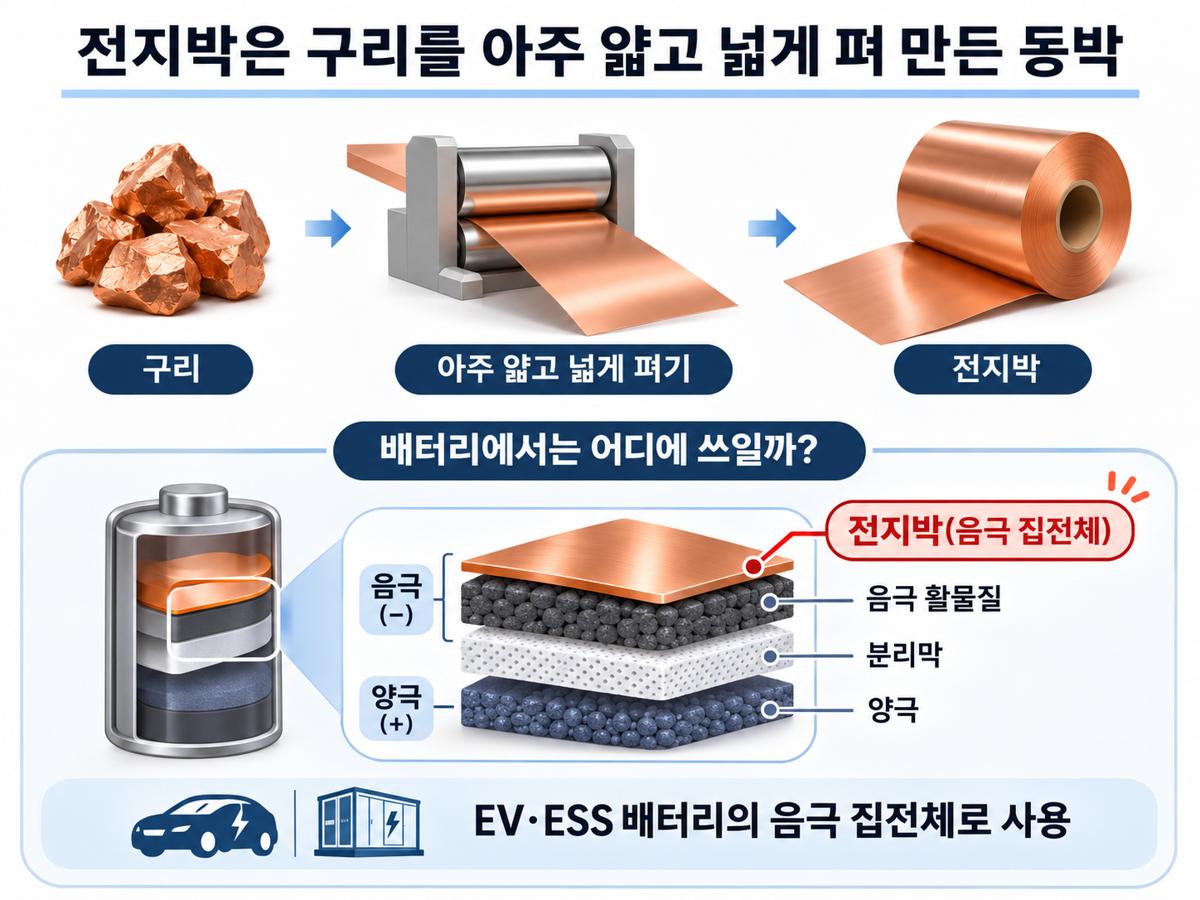 전지박은 구리를 아주 얇고 넓게 펴 만든 동박
구리
아주 얇고 넓게 펴기
전지박
배터리에서는 어디에 쓰일까?
전지박(음극 집전체)
음극
(−)
음극 활물질
분리막
양극
(+)
양극
EV·ESS 배터리의 음극 집전체로 사용